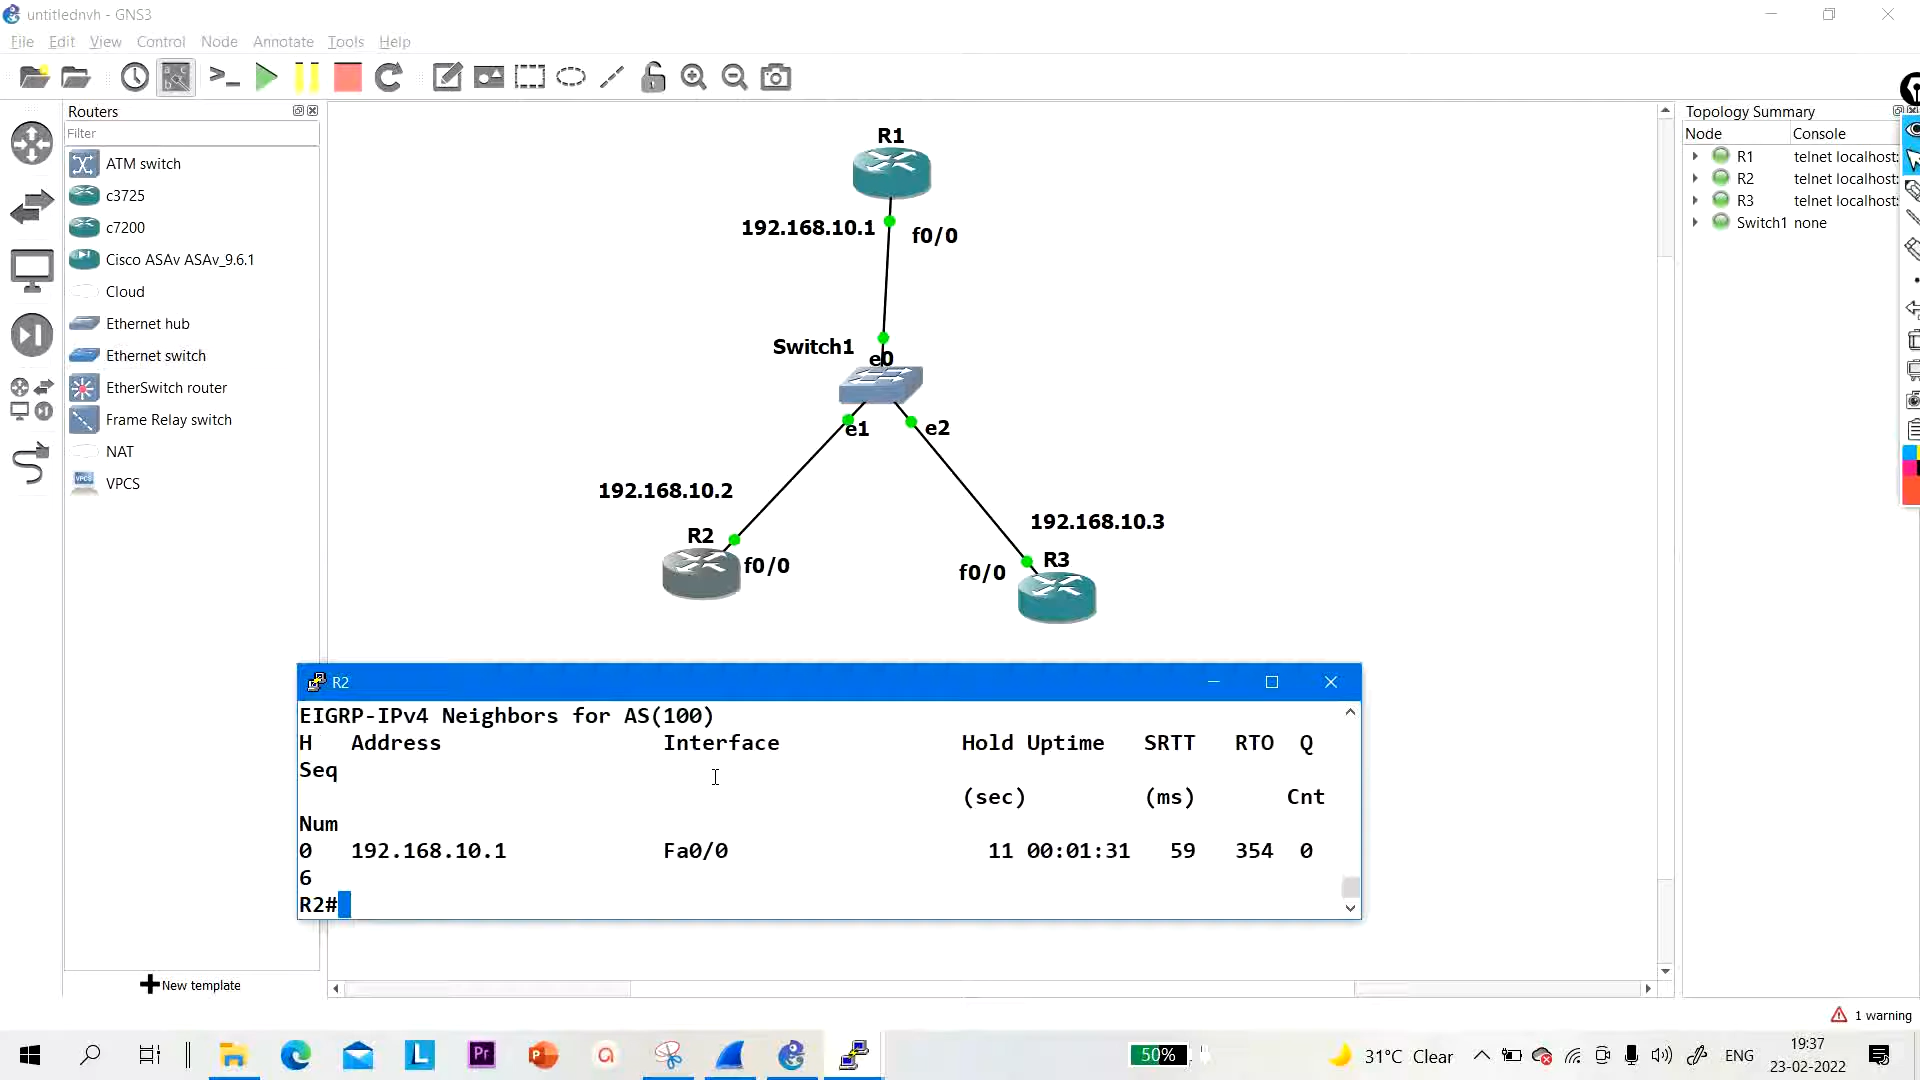 untitlednvh - GNS3
File Edit View Control Node Annotate Tools Help
Routers
Filter
ATM switch
c3725
c7200
Cisco ASAv ASAv_9.6.1
Cloud
Ethernet hub
Ethernet switch
EtherSwitch router
Frame Relay switch
NAT
VPCS
VPCS
New template
R1
192.168.10.1
f0/0
Switch1
e0
e1
e2
192.168.10.2
R2
f0/0
192.168.10.3
f0/0
R3
Topology Summary
Node Console
R1 telnet localhost:
R2 telnet localhost:
R3 telnet localhost:
Switch1 none
R2
EIGRP-IPv4 Neighbors for AS(100)
H Address Interface Hold Uptime SRTT RTO Q
Seq
(sec) (ms) Cnt
Num
0 192.168.10.1 Fa0/0 11 00:01:31 59 354 0
6
R2#
1 warning
L
Pr
P
50%
31°C Clear
ENG
19:37
23-02-2022